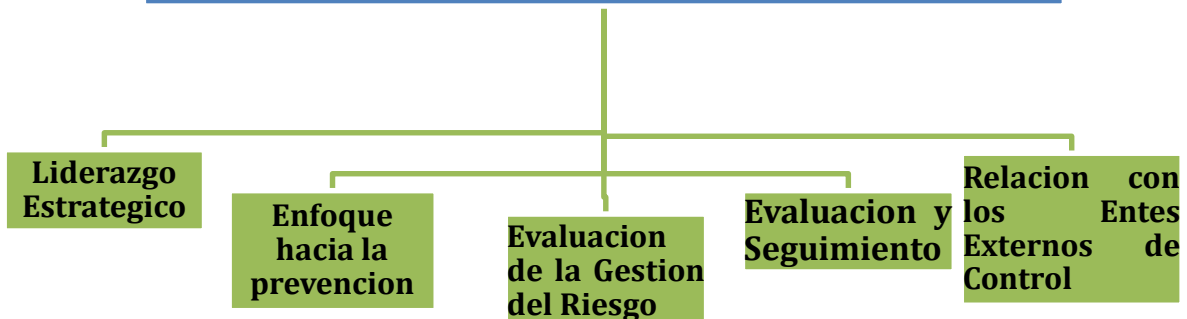 Liderazgo
Estrategico
Enfoque
hacia la
prevencion
Evaluacion
de la Gestion
del Riesgo
Evaluacion y
Seguimiento
Relacion con
los Entes
Externos de
Control